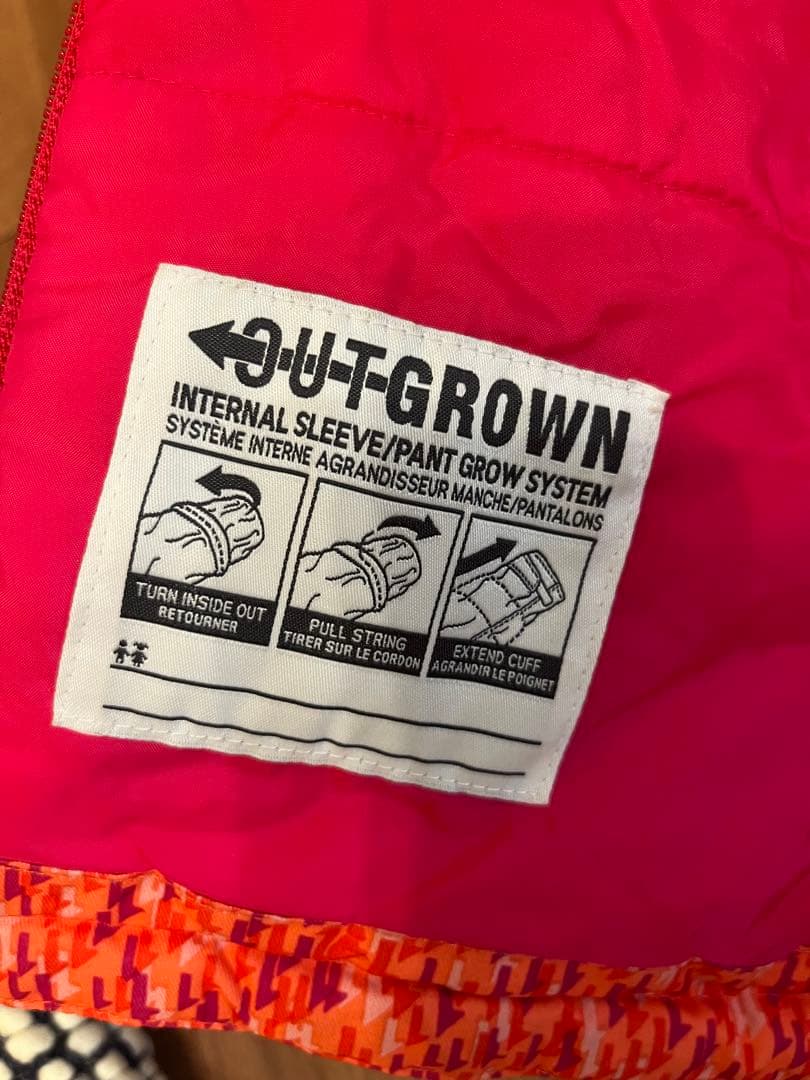 OUTGROWN
INTERNAL SLEEVE/PANT GROW SYSTEM
SYSTÈME INTERNE AGRANDISSEUR MANCHE/PANTALONS
TURN INSIDE OUT
RETOURNER
PULL STRING
TIRER SUR LE CORDON
EXTEND CUFF
AGRANDIR LE POIGNET